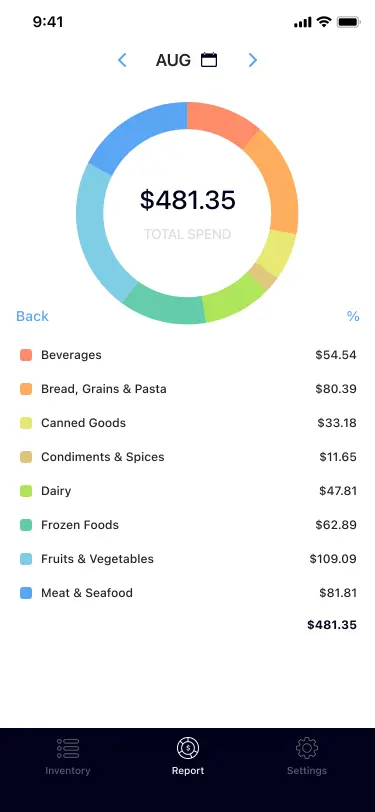 9:41
AUG
$481.35
TOTAL SPEND
Back %
Beverages $54.54
Bread, Grains & Pasta $80.39
Canned Goods $33.18
Condiments & Spices $11.65
Dairy $47.81
Frozen Foods $62.89
Fruits & Vegetables $109.09
Meat & Seafood $81.81
$481.35
Inventory Report Settings